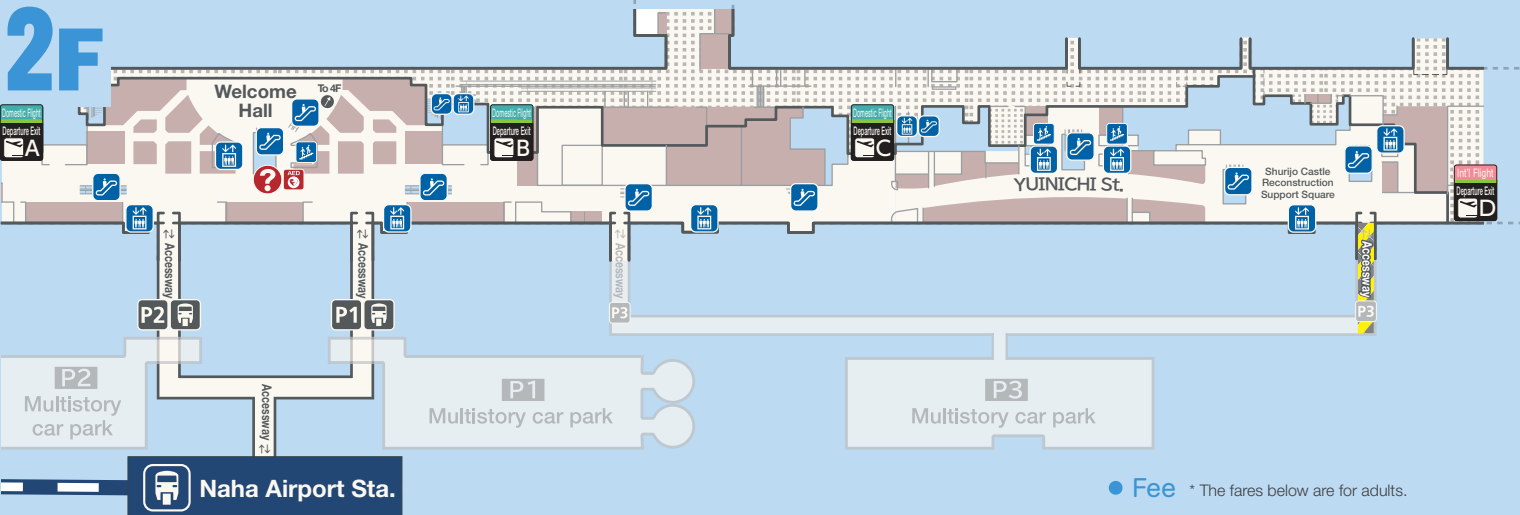 2F
Welcome
Hall
To 4F
Domestic Flight
Departure Exit
A
Domestic Flight
Departure Exit
B
Domestic Flight
Departure Exit
C
Int'l Flight
Departure Exit
D
?
AED
YUINICHI St.
Shurijo Castle
Reconstruction
Support Square
Accessway
Accessway
Accessway
Accessway
P2
P1
P3
P3
P2
Multistory
car park
P1
Multistory car park
P3
Multistory car park
Accessway
Naha Airport Sta.
Fee * The fares below are for adults.